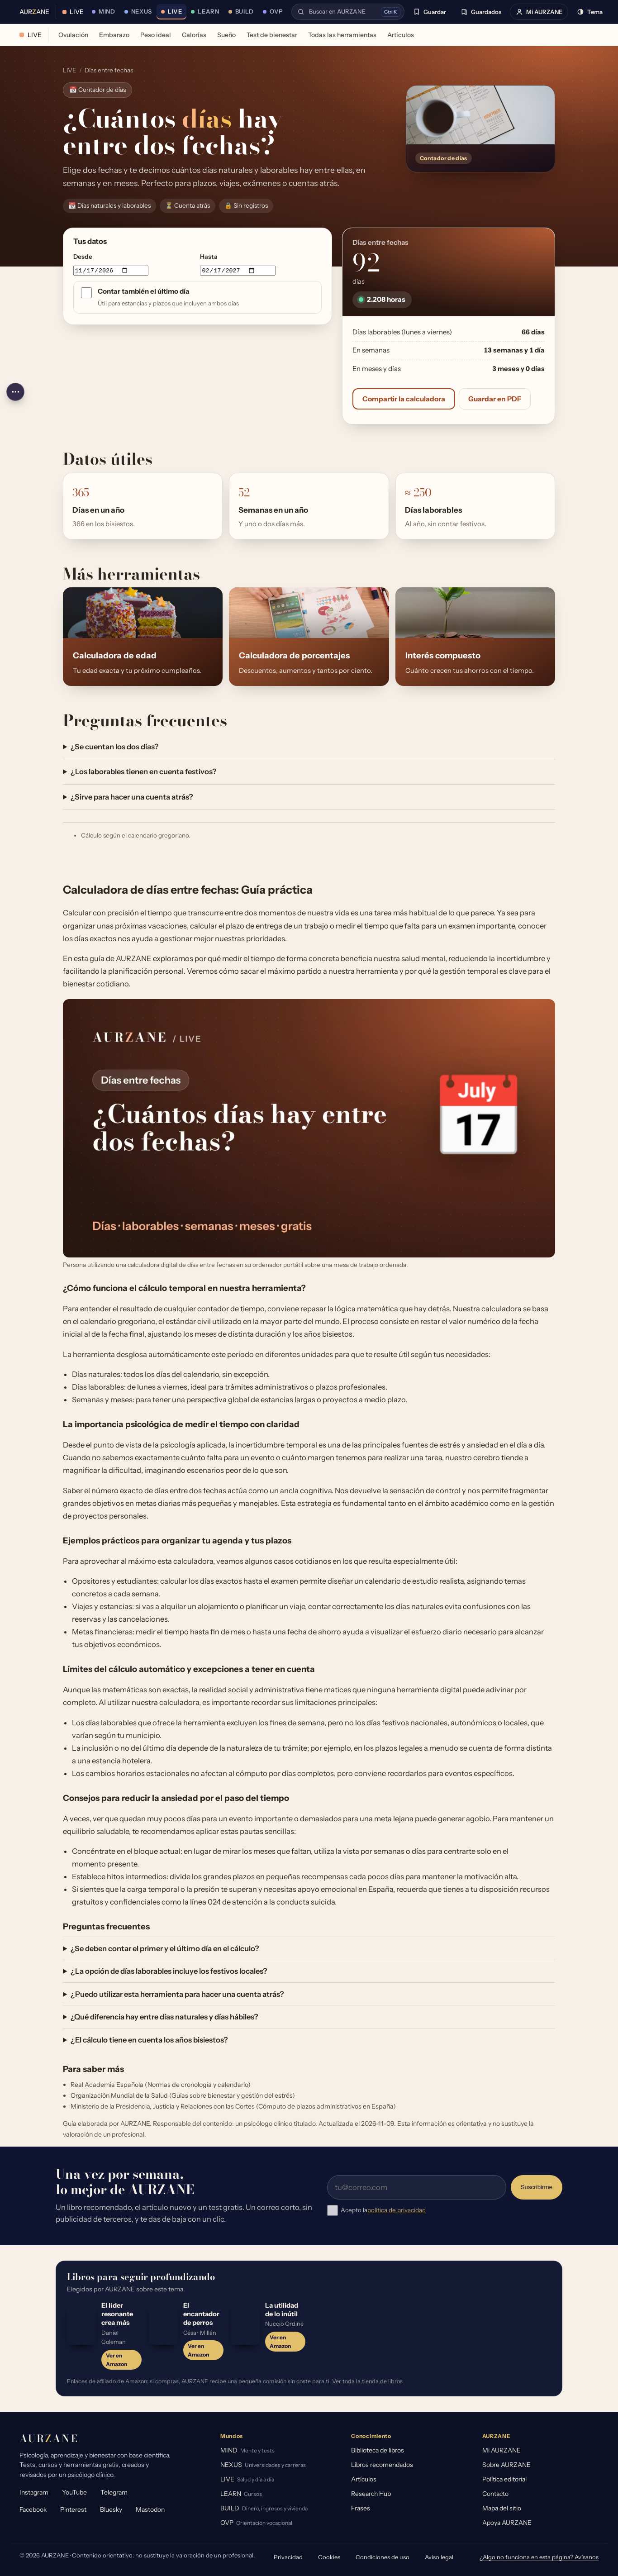 AURZANE
LIVE
MIND
NEXUS
LIVE
LEARN
BUILD
OVP
Buscar en AURZANE
Ctrl K
Guardar
Guardados
Mi AURZANE
Tema
LIVE
Ovulación
Embarazo
Peso ideal
Calorías
Sueño
Test de bienestar
Todas las herramientas
Artículos
LIVE / Días entre fechas
📅 Contador de días
¿Cuántos días hay
entre dos fechas?
Elige dos fechas y te decimos cuántos días naturales y laborables hay entre ellas, en
semanas y en meses. Perfecto para plazos, viajes, exámenes o cuentas atrás.
📅 Días naturales y laborables
⏳ Cuenta atrás
🔒 Sin registros
Contador de días
Tus datos
Desde
Hasta
11/17/2026
02/17/2027
Contar también el último día
Útil para estancias y plazos que incluyen ambos días
Días entre fechas
92
días
2.208 horas
Días laborables (lunes a viernes) 66 días
En semanas 13 semanas y 1 día
En meses y días 3 meses y 0 días
Compartir la calculadora
Guardar en PDF
Datos útiles
365
Días en un año
366 en los bisiestos.
52
Semanas en un año
Y uno o dos días más.
≈ 250
Días laborables
Al año, sin contar festivos.
Más herramientas
Calculadora de edad
Tu edad exacta y tu próximo cumpleaños.
Calculadora de porcentajes
Descuentos, aumentos y tantos por ciento.
Interés compuesto
Cuánto crecen tus ahorros con el tiempo.
Preguntas frecuentes
¿Se cuentan los dos días?
¿Los laborables tienen en cuenta festivos?
¿Sirve para hacer una cuenta atrás?
Cálculo según el calendario gregoriano.
Calculadora de días entre fechas: Guía práctica
Calcular con precisión el tiempo que transcurre entre dos momentos de nuestra vida es una tarea más habitual de lo que parece. Ya sea para
organizar unas próximas vacaciones, calcular el plazo de entrega de un trabajo o medir el tiempo que falta para un examen importante, conocer
los días exactos nos ayuda a gestionar mejor nuestras prioridades.
En esta guía de AURZANE exploramos por qué medir el tiempo de forma concreta beneficia nuestra salud mental, reduciendo la incertidumbre y
facilitando la planificación personal. Veremos cómo sacar el máximo partido a nuestra herramienta y por qué la gestión temporal es clave para el
bienestar cotidiano.
AURZANE / LIVE
Días entre fechas
¿Cuántos días hay entre
dos fechas?
July
17
Días · laborables · semanas · meses · gratis
Persona utilizando una calculadora digital de días entre fechas en su ordenador portátil sobre una mesa de trabajo ordenada.
¿Cómo funciona el cálculo temporal en nuestra herramienta?
Para entender el resultado de cualquier contador de tiempo, conviene repasar la lógica matemática que hay detrás. Nuestra calculadora se basa
en el calendario gregoriano, el estándar civil utilizado en la mayor parte del mundo. El proceso consiste en restar el valor numérico de la fecha
inicial al de la fecha final, ajustando los meses de distinta duración y los años bisiestos.
La herramienta desglosa automáticamente este periodo en diferentes unidades para que te resulte útil según tus necesidades:
Días naturales: todos los días del calendario, sin excepción.
Días laborables: de lunes a viernes, ideal para trámites administrativos o plazos profesionales.
Semanas y meses: para tener una perspectiva global de estancias largas o proyectos a medio plazo.
La importancia psicológica de medir el tiempo con claridad
Desde el punto de vista de la psicología aplicada, la incertidumbre temporal es una de las principales fuentes de estrés y ansiedad en el día a día.
Cuando no sabemos exactamente cuánto falta para un evento o cuánto margen tenemos para realizar una tarea, nuestro cerebro tiende a
magnificar la dificultad, imaginando escenarios peor de lo que son.
Saber el número exacto de días entre dos fechas actúa como un ancla cognitiva. Nos devuelve la sensación de control y nos permite fragmentar
grandes objetivos en metas diarias más pequeñas y manejables. Esta estrategia es fundamental tanto en el ámbito académico como en la gestión
de proyectos personales.
Ejemplos prácticos para organizar tu agenda y tus plazos
Para aprovechar al máximo esta calculadora, veamos algunos casos cotidianos en los que resulta especialmente útil:
Opositores y estudiantes: calcular los días exactos hasta el examen permite diseñar un calendario de estudio realista, asignando temas
concretos a cada semana.
Viajes y estancias: si vas a alquilar un alojamiento o planificar un viaje, contar correctamente los días naturales evita confusiones con las
reservas y las cancelaciones.
Metas financieras: medir el tiempo hasta fin de mes o hasta una fecha de ahorro ayuda a visualizar el esfuerzo diario necesario para alcanzar
tus objetivos económicos.
Límites del cálculo automático y excepciones a tener en cuenta
Aunque las matemáticas son exactas, la realidad social y administrativa tiene matices que ninguna herramienta digital puede adivinar por
completo. Al utilizar nuestra calculadora, es importante recordar sus limitaciones principales:
Los días laborables que ofrece la herramienta excluyen los fines de semana, pero no los días festivos nacionales, autonómicos o locales, que
varían según tu municipio.
La inclusión o no del último día depende de la naturaleza de tu trámite; por ejemplo, en los plazos legales a menudo se cuenta de forma distinta
a una estancia hotelera.
Los cambios horarios estacionales no afectan al cómputo por días completos, pero conviene recordarlos para eventos específicos.
Consejos para reducir la ansiedad por el paso del tiempo
A veces, ver que quedan muy pocos días para un evento importante o demasiados para una meta lejana puede generar agobio. Para mantener un
equilibrio saludable, te recomendamos aplicar estas pautas sencillas:
Concéntrate en el bloque actual: en lugar de mirar los meses que faltan, utiliza la vista por semanas o días para centrarte solo en el
momento presente.
Establece hitos intermedios: divide los grandes plazos en pequeñas recompensas cada pocos días para mantener la motivación alta.
Si sientes que la carga temporal o la presión te superan y necesitas apoyo emocional en España, recuerda que tienes a tu disposición recursos
gratuitos y confidenciales como la línea 024 de atención a la conducta suicida.
Preguntas frecuentes
¿Se deben contar el primer y el último día en el cálculo?
¿La opción de días laborables incluye los festivos locales?
¿Puedo utilizar esta herramienta para hacer una cuenta atrás?
¿Qué diferencia hay entre días naturales y días hábiles?
¿El cálculo tiene en cuenta los años bisiestos?
Para saber más
Real Academia Española (Normas de cronología y calendario)
Organización Mundial de la Salud (Guías sobre bienestar y gestión del estrés)
Ministerio de la Presidencia, Justicia y Relaciones con las Cortes (Cómputo de plazos administrativos en España)
Guía elaborada por AURZANE. Responsable del contenido: un psicólogo clínico titulado. Actualizada el 2026-11-09. Esta información es orientativa y no sustituye la
valoración de un profesional.
Una vez por semana,
lo mejor de AURZANE
Un libro recomendado, el artículo nuevo y un test gratis. Un correo corto, sin
publicidad de terceros, y te das de baja con un clic.
tu@correo.com
Suscribirme
Acepto la política de privacidad
Libros para seguir profundizando
Elegidos por AURZANE sobre este tema.
El líder
resonante
crea más
Daniel
Goleman
Ver en
Amazon
El
encantador
de perros
César Millán
Ver en
Amazon
La utilidad
de lo inútil
Nuccio Ordine
Ver en
Amazon
Enlaces de afiliado de Amazon: si compras, AURZANE recibe una pequeña comisión sin coste para ti. Ver toda la tienda de libros
AURZANE
Psicología, aprendizaje y bienestar con base científica.
Tests, cursos y herramientas gratis, creados y
revisados por un psicólogo clínico.
Instagram
YouTube
Telegram
Facebook
Pinterest
Bluesky
Mastodon
Mundos
MIND Mente y tests
NEXUS Universidades y carreras
LIVE Salud y día a día
LEARN Cursos
BUILD Dinero, ingresos y vivienda
OVP Orientación vocacional
Conocimiento
Biblioteca de libros
Libros recomendados
Artículos
Research Hub
Frases
AURZANE
Mi AURZANE
Sobre AURZANE
Política editorial
Contacto
Mapa del sitio
Apoya AURZANE
© 2026 AURZANE · Contenido orientativo: no sustituye la valoración de un profesional.
Privacidad
Cookies
Condiciones de uso
Aviso legal
¿Algo no funciona en esta página? Avísanos